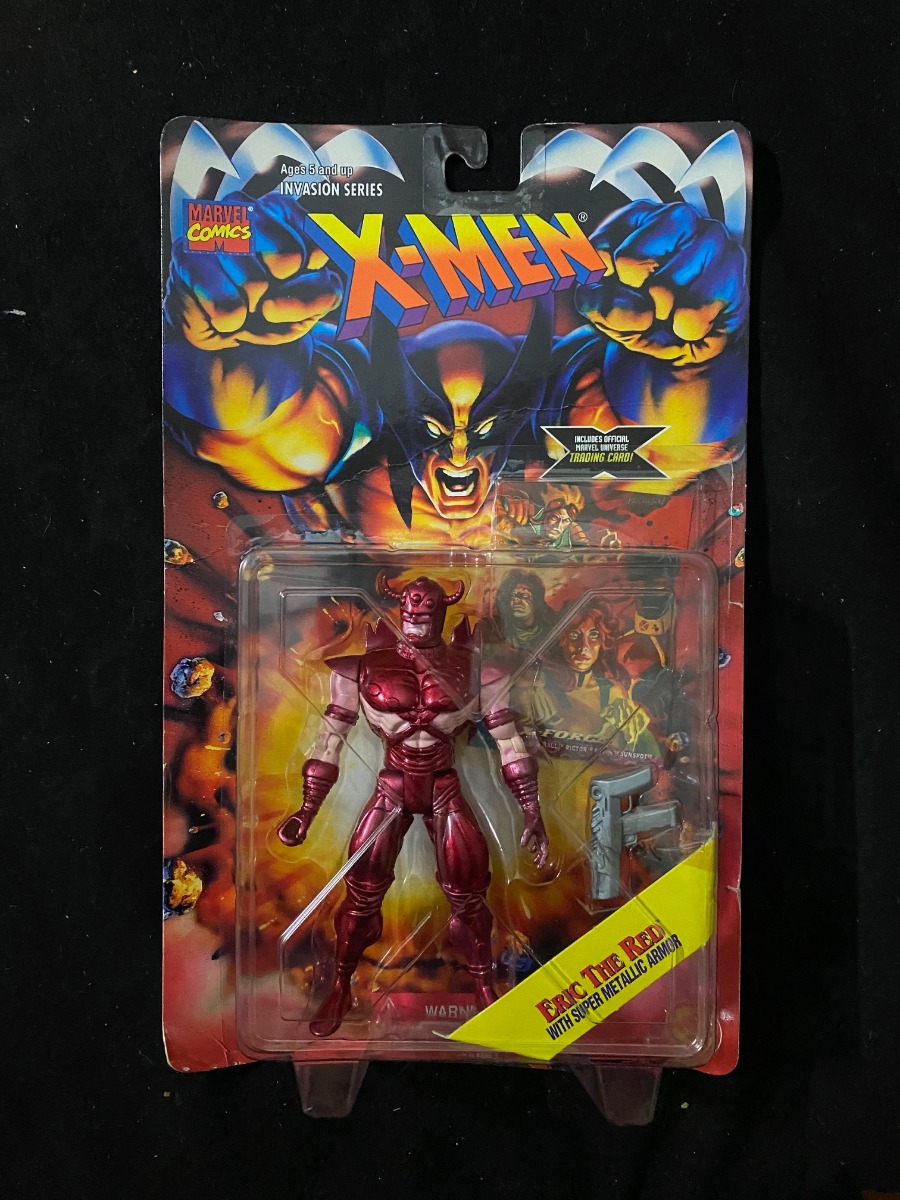 Ages 5 and up
INVASION SERIES
MARVEL®
COMICS
M
X-MEN®
INCLUDES OFFICIAL
MARVEL UNIVERSE
TRADING CARD!
ERIC THE RED
WITH SUPER METALLIC ARMOR